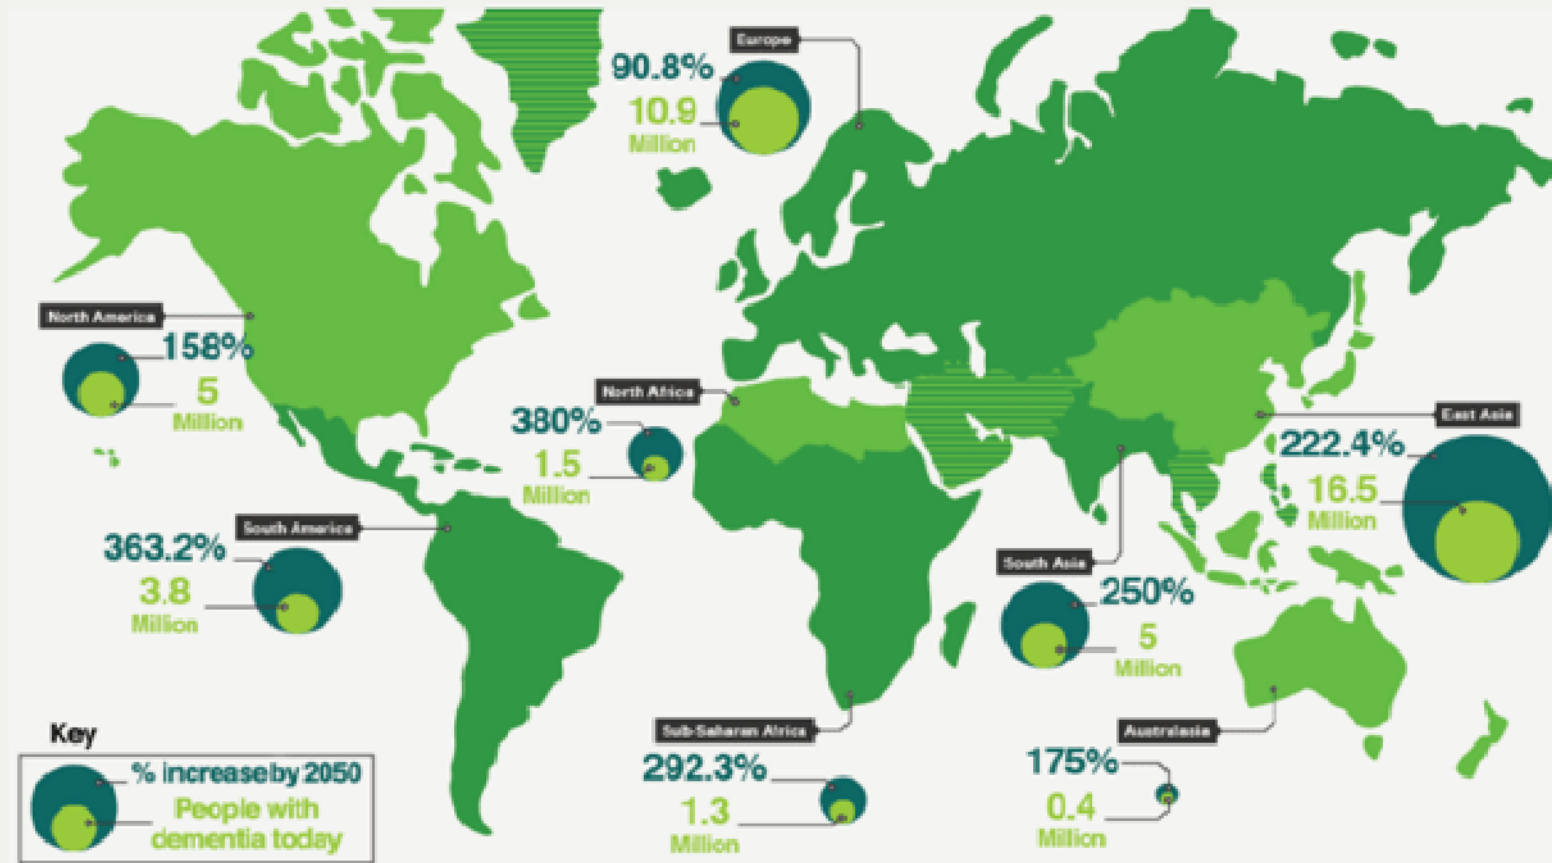 Europe
90.8%
10.9
Million
North America
158%
5
Million
North Africa
380%
1.5
Million
East Asia
222.4%
16.5
Million
South America
363.2%
3.8
Million
South Asia
250%
5
Million
Sub-Saharan Africa
292.3%
1.3
Million
Australasia
175%
0.4
Million
Key
% increase by 2050
People with
dementia today